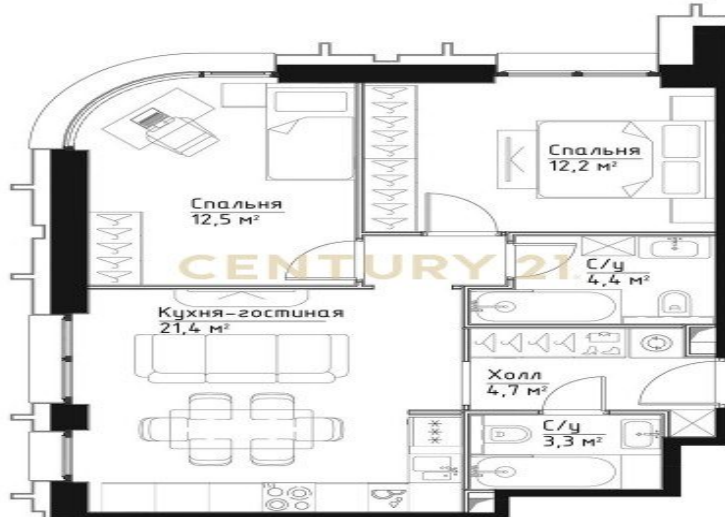 Спальня
12,2 м²
Спальня
12,5 м²
CENTURY 21.
С/у
4,4 м²
Кухня-гостиная
21,4 м²
Холл
4,7 м²
С/у
3,3 м²